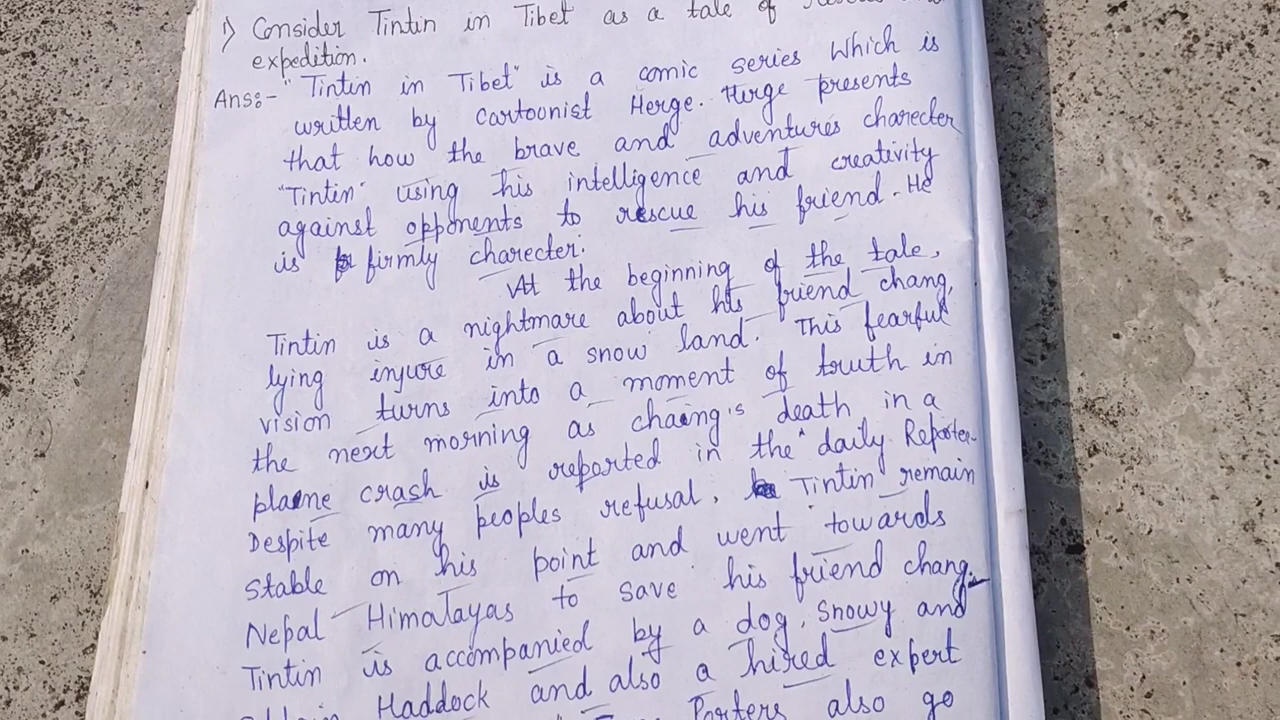 1) Consider Tintin in Tibet as a tale of
expedition.
Ans:- "Tintin in Tibet" is a comic series which is
written by cartoonist Herge. Herge presents
that how the brave and adventures charecter
"Tintin" using his intelligence and creativity
against opponents to rescue his friend. He
is firmly charecter.
At the beginning of the tale,
Tintin is a nightmare about his friend chang,
lying injure in a snow land. This fearful
vision turns into a moment of truth in
the next morning as chang's death in a
plane crash is reported in the "daily Reporter
Despite many peoples refusal, Tintin remain
stable on his point and went towards
Nepal Himalayas to save his friend chang.
Tintin is accompanied by a dog, Snowy and
Haddock and also a hired expert
Porters also go